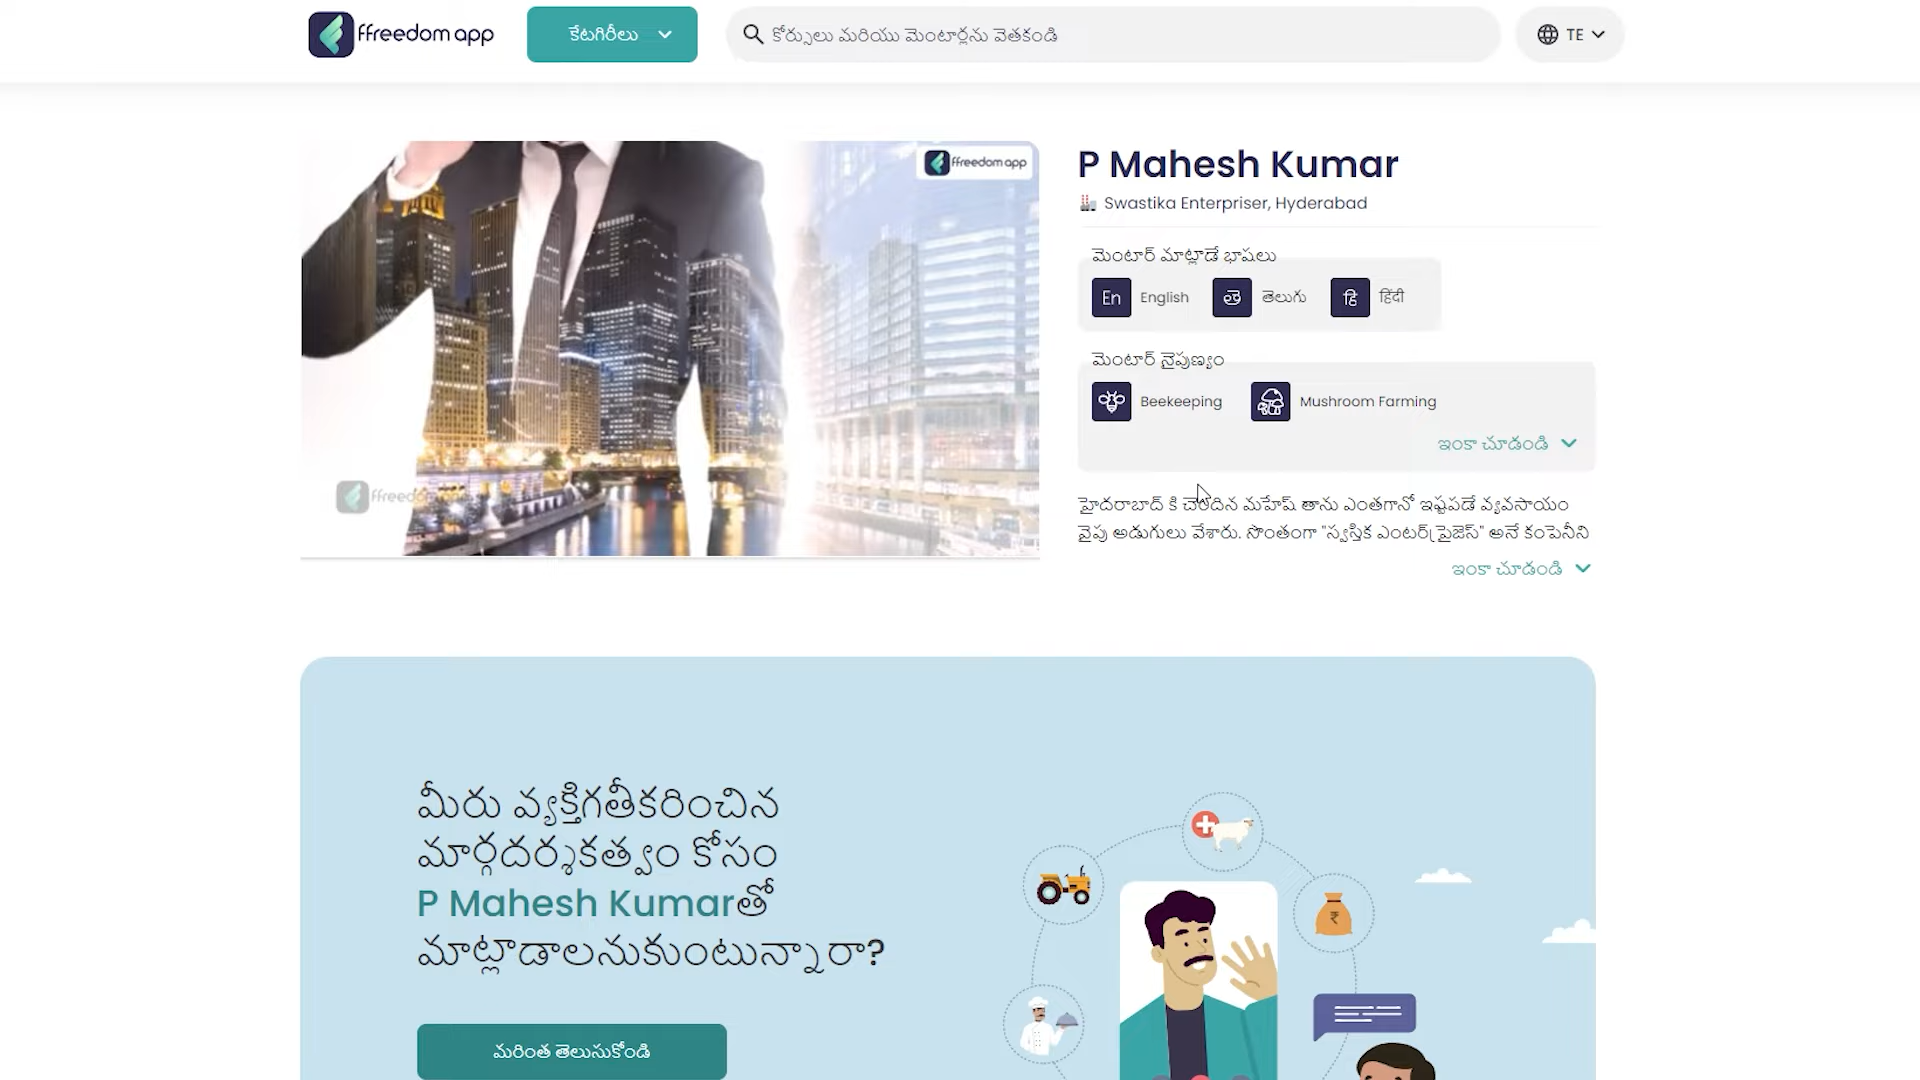 ffreedom app
కేటగిరీలు
కోర్సులు మరియు మెంటార్లను వెతకండి
TE
ffreedom app
P Mahesh Kumar
Swastika Enterpriser, Hyderabad
మెంటార్ మాట్లాడే భాషలు
En English తె తెలుగు हि हिंदी
మెంటార్ నైపుణ్యం
Beekeeping Mushroom Farming
ఇంకా చూడండి
హైదరాబాద్ కి చెందిన మహేష్ తాను ఎంతగానో ఇష్టపడే వ్యవసాయం
వైపు అడుగులు వేశారు. సొంతంగా "స్వస్తిక ఎంటర్ప్రైజెస్" అనే కంపెనీని
ఇంకా చూడండి
మీరు వ్యక్తిగతీకరించిన
మార్గదర్శకత్వం కోసం
P Mahesh Kumarతో
మాట్లాడాలనుకుంటున్నారా?
మరింత తెలుసుకోండి